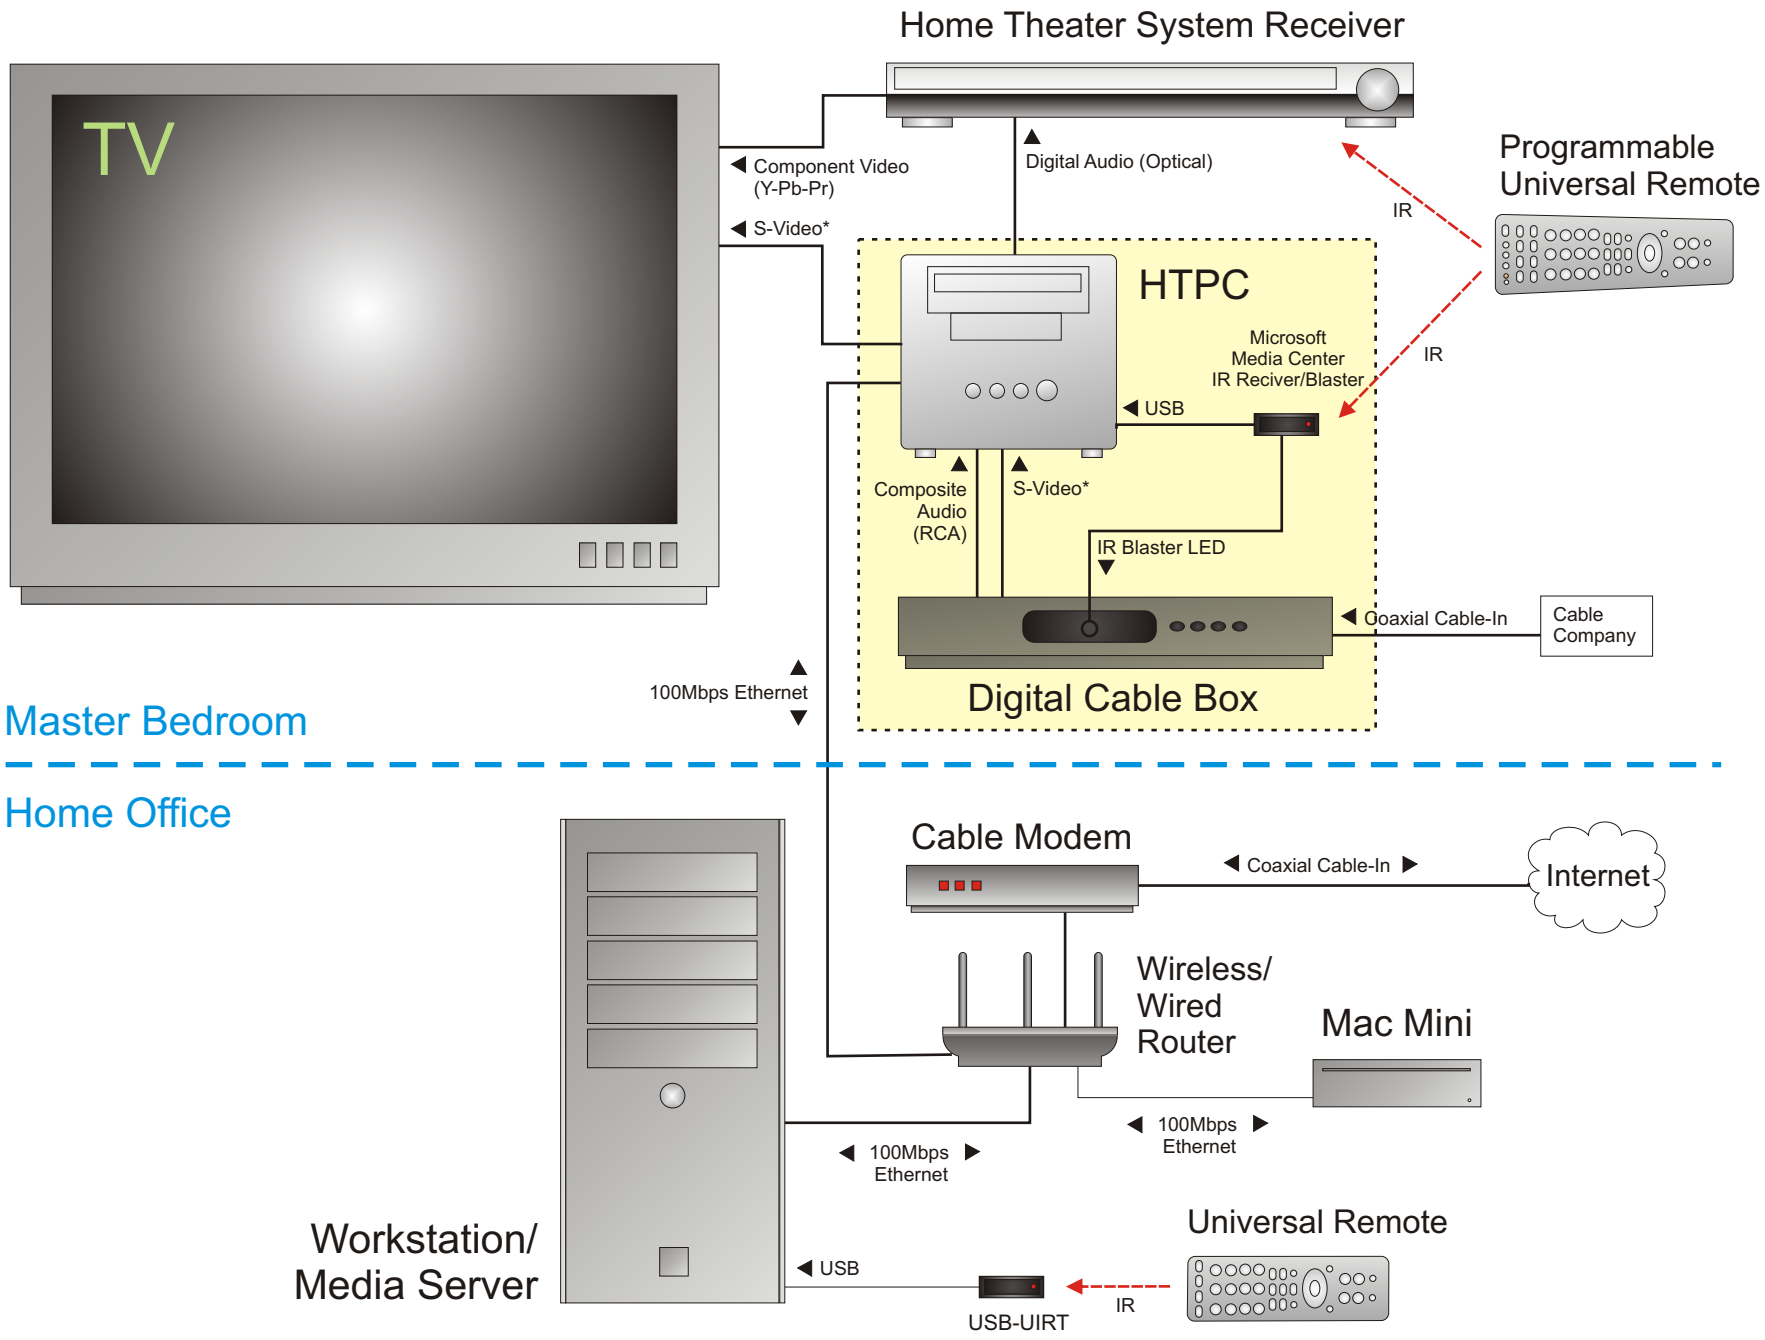 Home Theater System Receiver
TV
Component Video
(Y-Pb-Pr)
Digital Audio (Optical)
Programmable
Universal Remote
IR
S-Video*
HTPC
Microsoft
Media Center
IR Reciver/Blaster
IR
USB
Composite
Audio
(RCA)
S-Video*
IR Blaster LED
Coaxial Cable-In
Cable
Company
Digital Cable Box
100Mbps Ethernet
Master Bedroom
Home Office
Cable Modem
Coaxial Cable-In
Internet
Wireless/
Wired
Router
Mac Mini
100Mbps
Ethernet
100Mbps
Ethernet
Workstation/
Media Server
USB
USB-UIRT
IR
Universal Remote